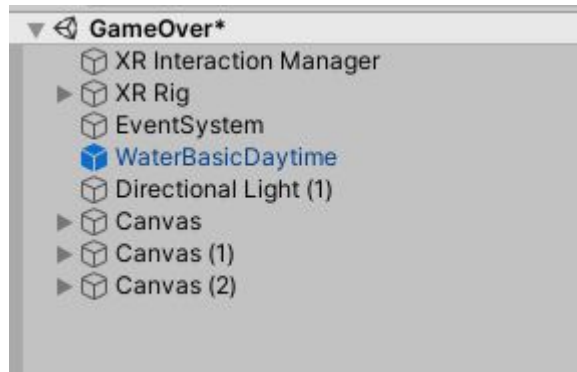 GameOver*
XR Interaction Manager
XR Rig
EventSystem
WaterBasicDaytime
Directional Light (1)
Canvas
Canvas (1)
Canvas (2)